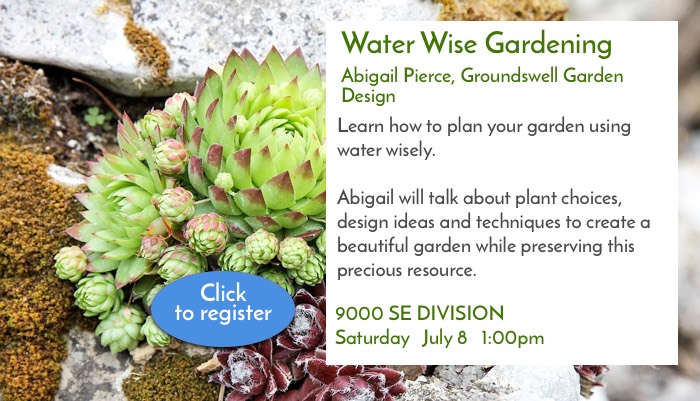 Water Wise Gardening
Abigail Pierce, Groundswell Garden
Design
Learn how to plan your garden using
water wisely.
Abigail will talk about plant choices,
design ideas and techniques to create a
beautiful garden while preserving this
precious resource.
9000 SE DIVISION
Saturday July 8 1:00pm
Click
to register